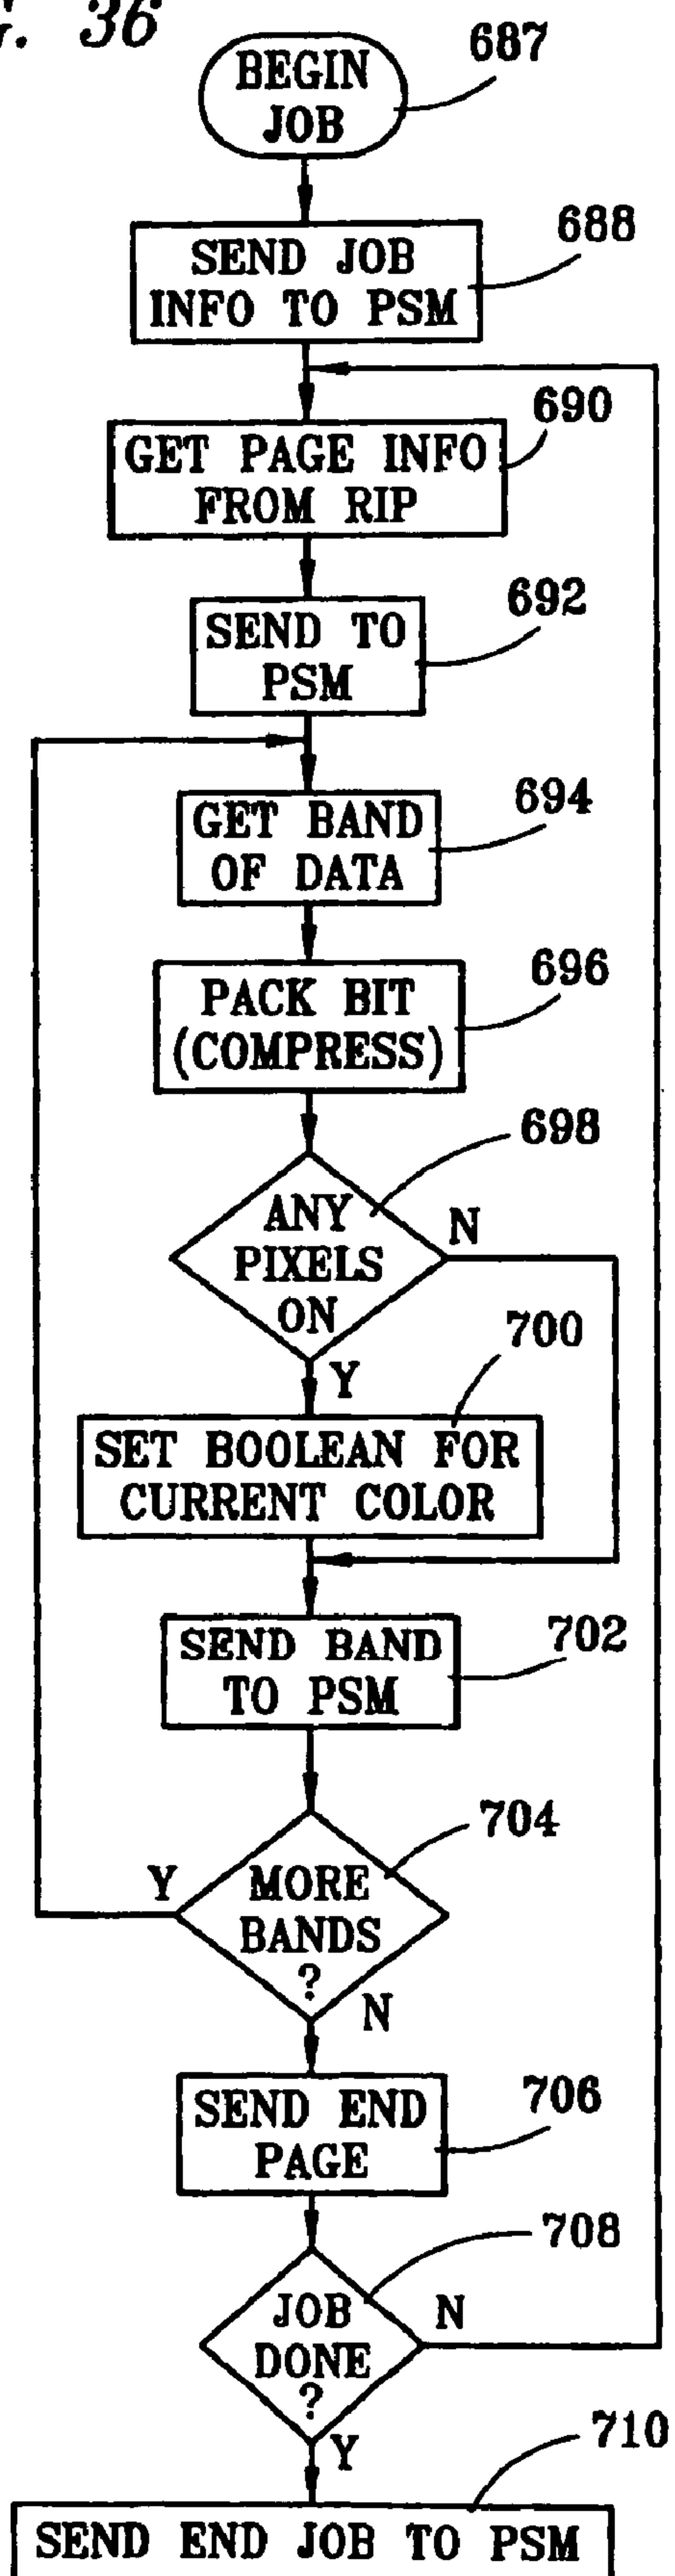 G. 36
BEGIN
JOB
687
SEND JOB
INFO TO PSM
688
GET PAGE INFO
FROM RIP
690
SEND TO
PSM
692
GET BAND
OF DATA
694
PACK BIT
(COMPRESS)
696
ANY
PIXELS
ON
698
N
Y
700
SET BOOLEAN FOR
CURRENT COLOR
SEND BAND
TO PSM
702
MORE
BANDS
?
704
Y
N
SEND END
PAGE
706
JOB
DONE
?
708
N
Y
710
SEND END JOB TO PSM